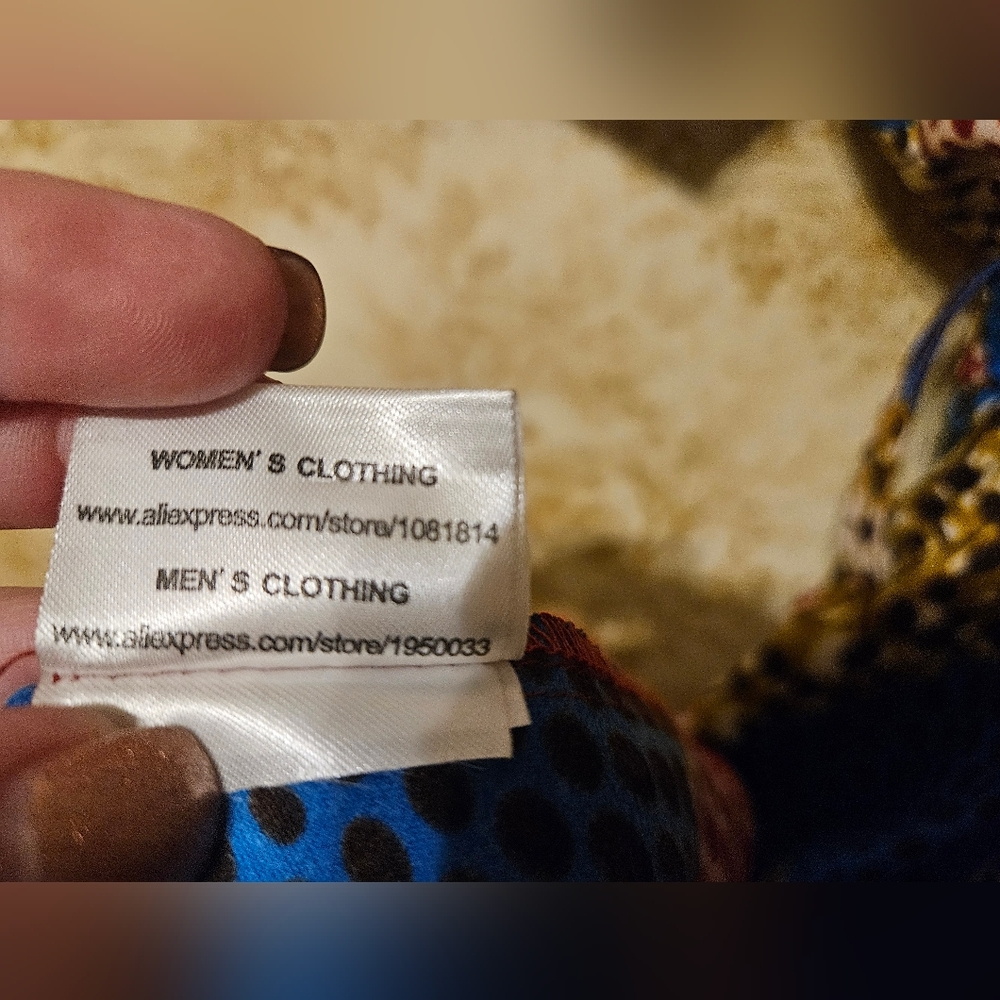 WOMEN' S CLOTHING
www.aliexpress.com/store/1081814
MEN' S CLOTHING
www.aliexpress.com/store/1950033